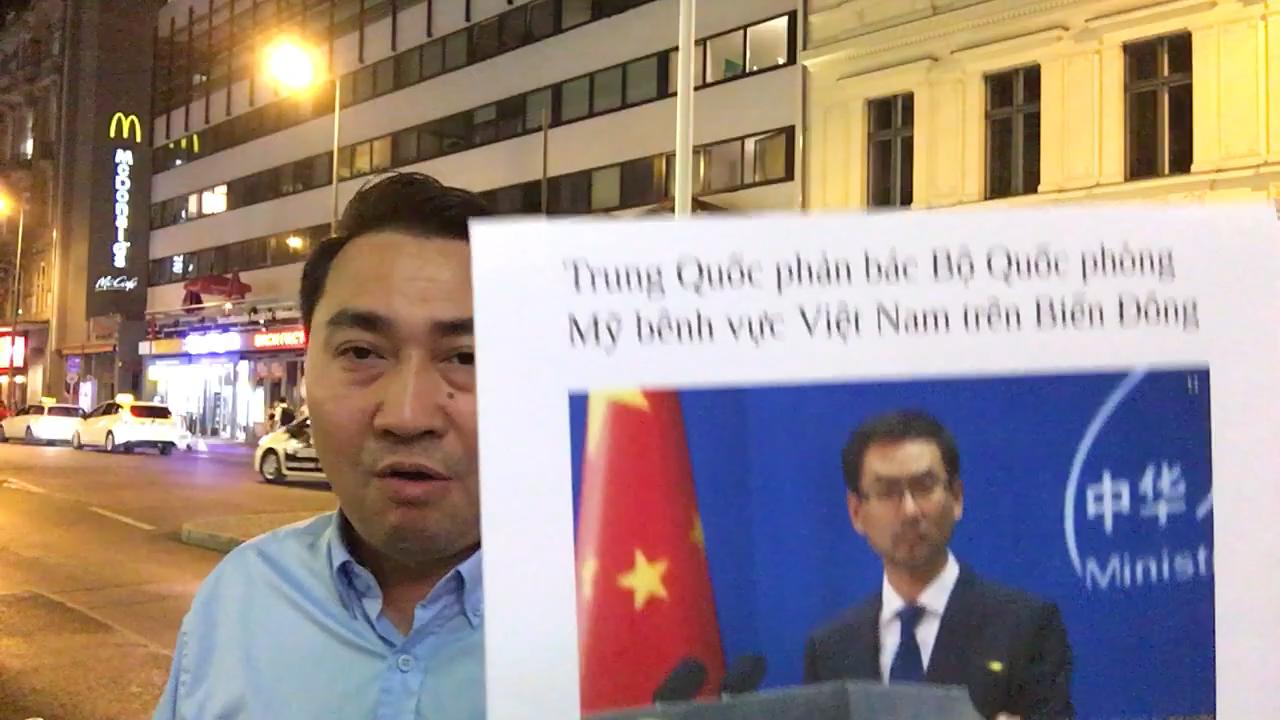 McDonald's
McCafé
Trung Quốc phản bác Bộ Quốc phòng
Mỹ bênh vực Việt Nam trên Biển Đông
中华
Minist